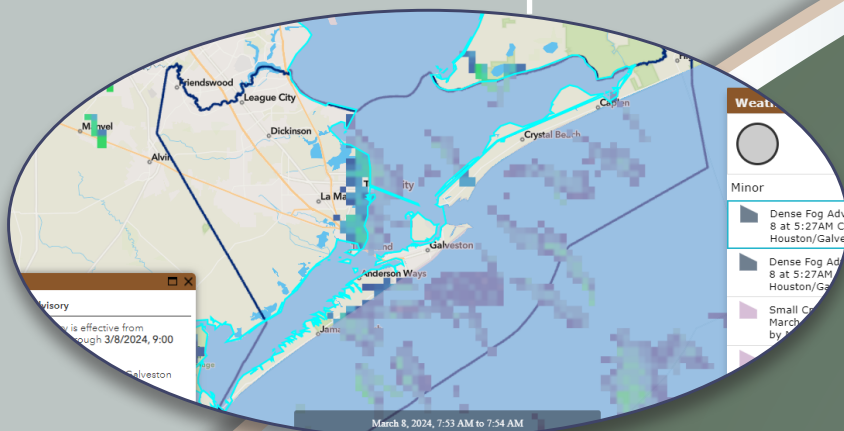 Friendswood
League City
Manvel
Dickinson
Alvin
Caplen
Crystal Beach
La Ma
City
Galveston
Anderson Ways
Jama
Weath
Minor
Dense Fog Adv
8 at 5:27AM C
Houston/Galve
Dense Fog Ad
8 at 5:27AM
Houston/Ga
Small Cr
March
by N
dvisory
ry is effective from
rough 3/8/2024, 9:00
Galveston
March 8, 2024, 7:53 AM to 7:54 AM